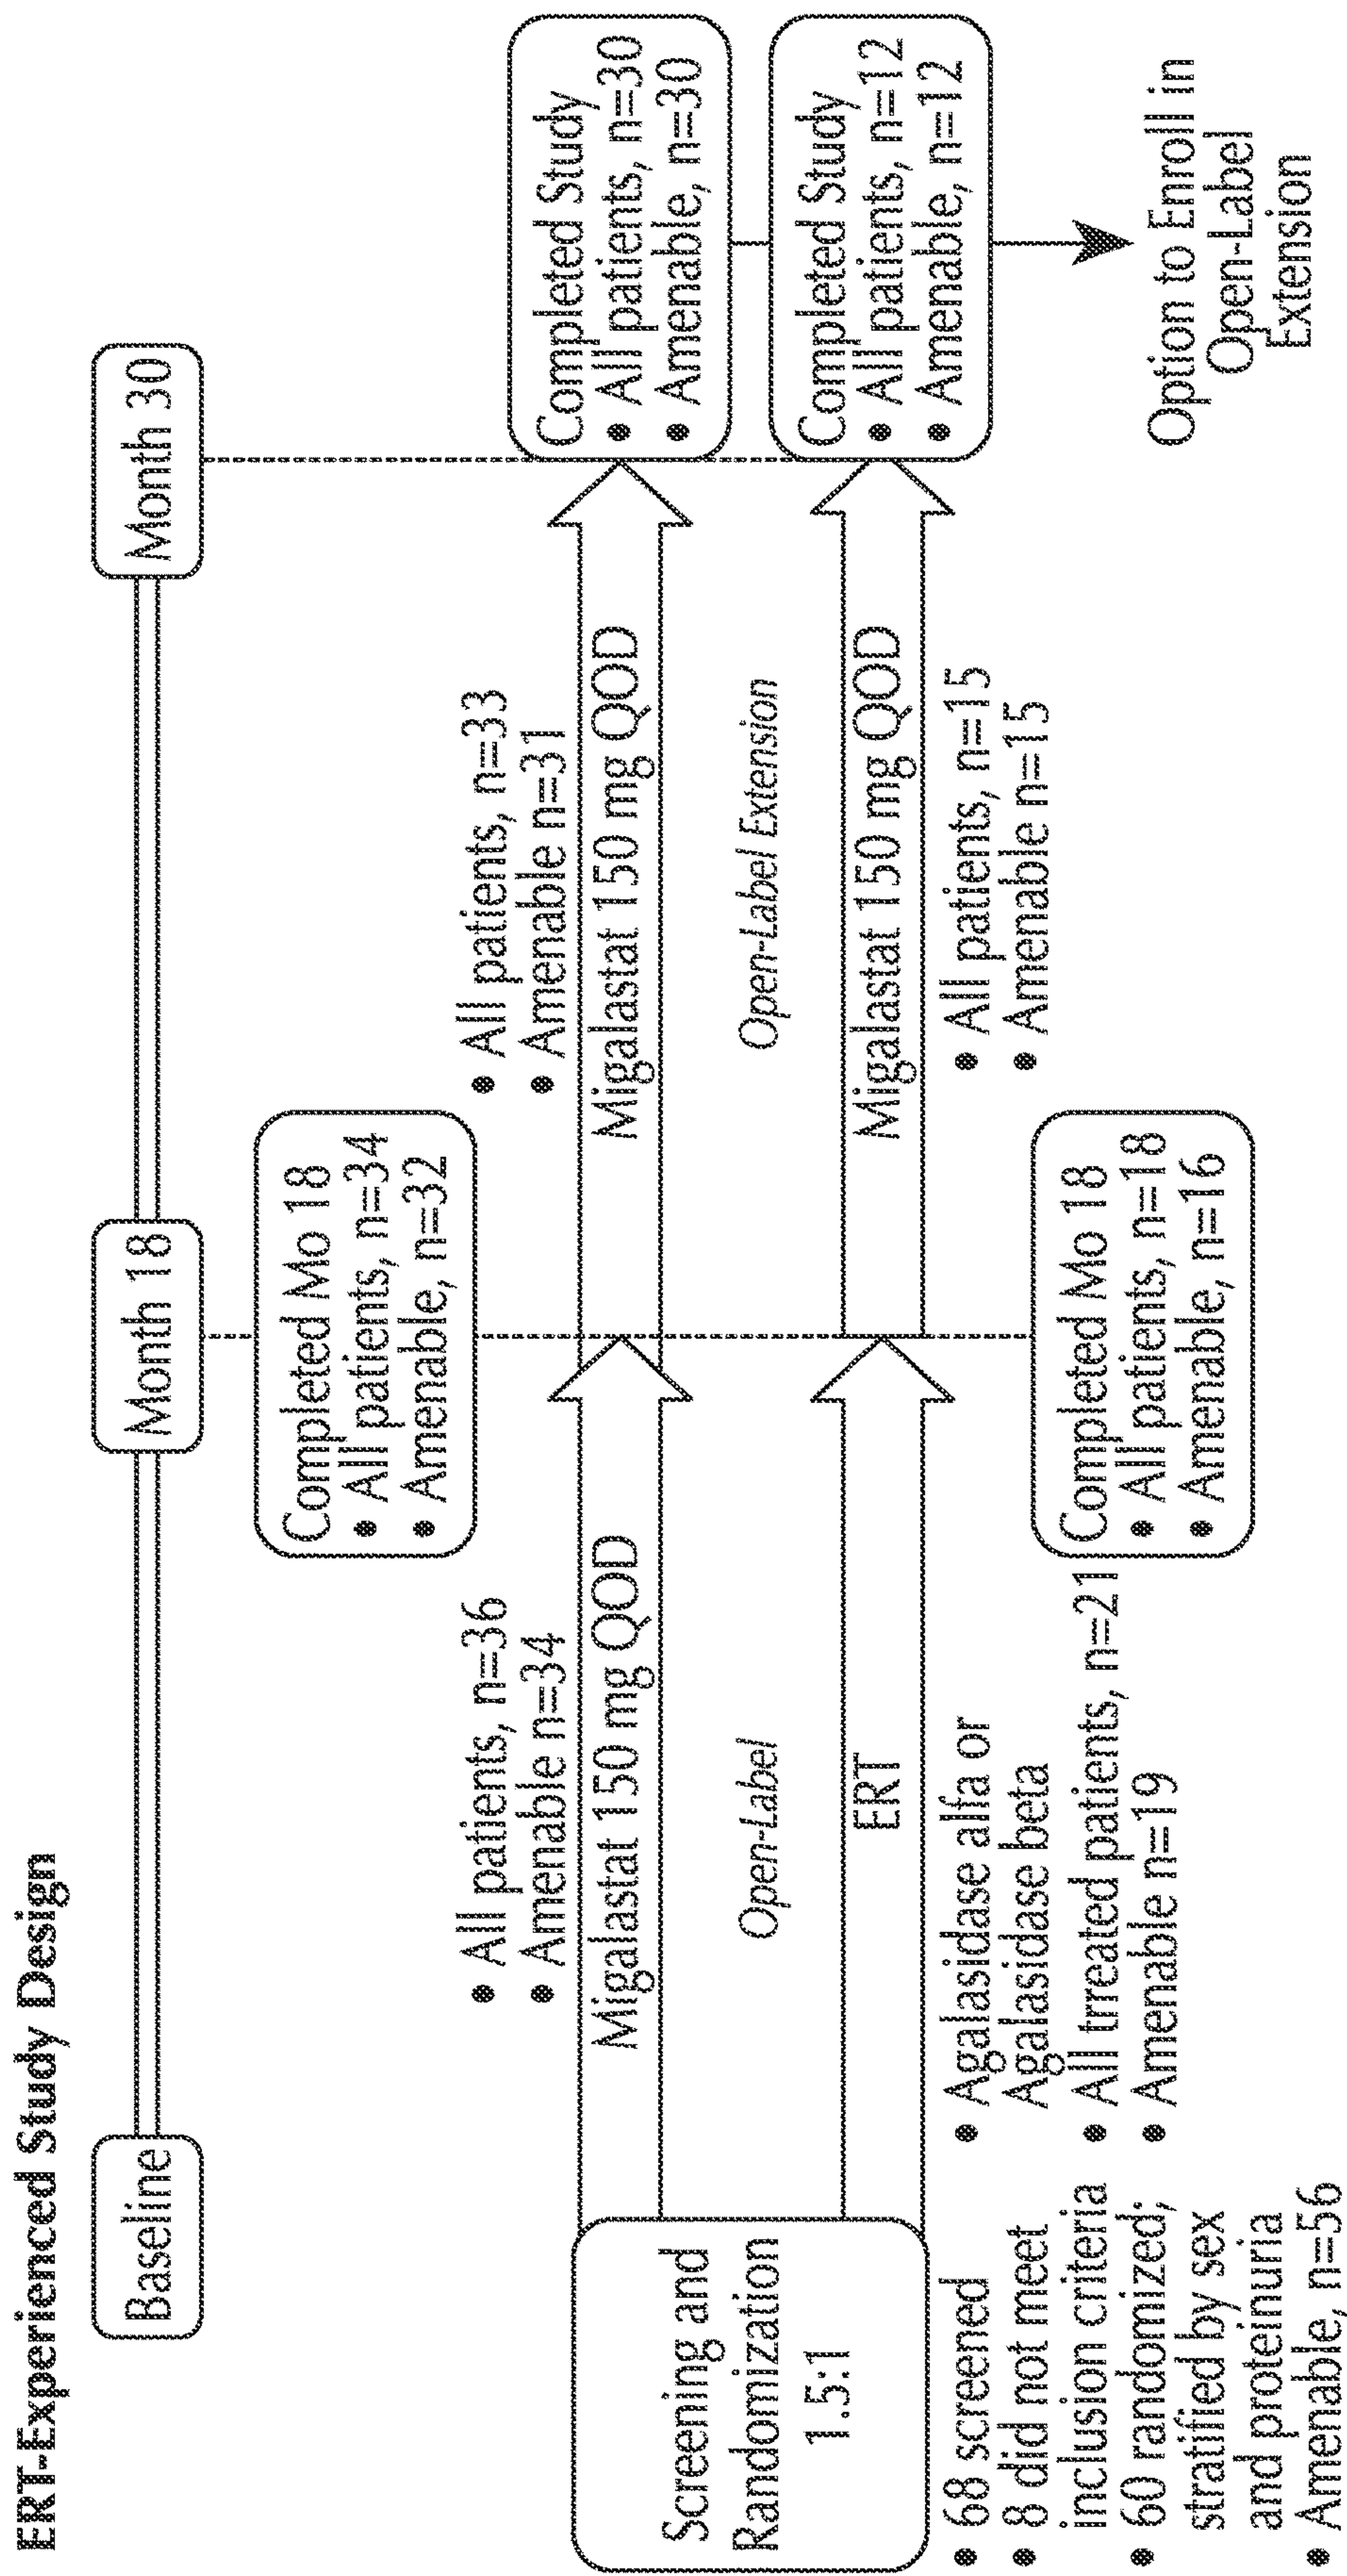 ERT-Experienced Study Design
Baseline
Month 18
Month 30
Completed Mo 18
• All patients, n=34
• Amenable, n=32
• All patients, n=36
• Amenable n=34
Migalastat 150 mg QOD
• All patients, n=33
• Amenable n=31
Migalastat 150 mg QOD
Completed Study
• All patients, n=30
• Amenable, n=30
Screening and
Randomization
1.5:1
Open-Label
Open-Label Extension
ERT
Migalastat 150 mg QOD
Completed Study
• All patients, n=12
• Amenable, n=12
• 68 screened
• 8 did not meet
inclusion criteria
• 60 randomized;
stratified by sex
and proteinuria
• Amenable, n=56
• Agalasidase alfa or
Agalasidase beta
• All trreated patients, n=21
• Amenable n=19
Completed Mo 18
• All patients, n=18
• Amenable, n=16
• All patients, n=15
• Amenable n=15
Option to Enroll in
Open-Label
Extension